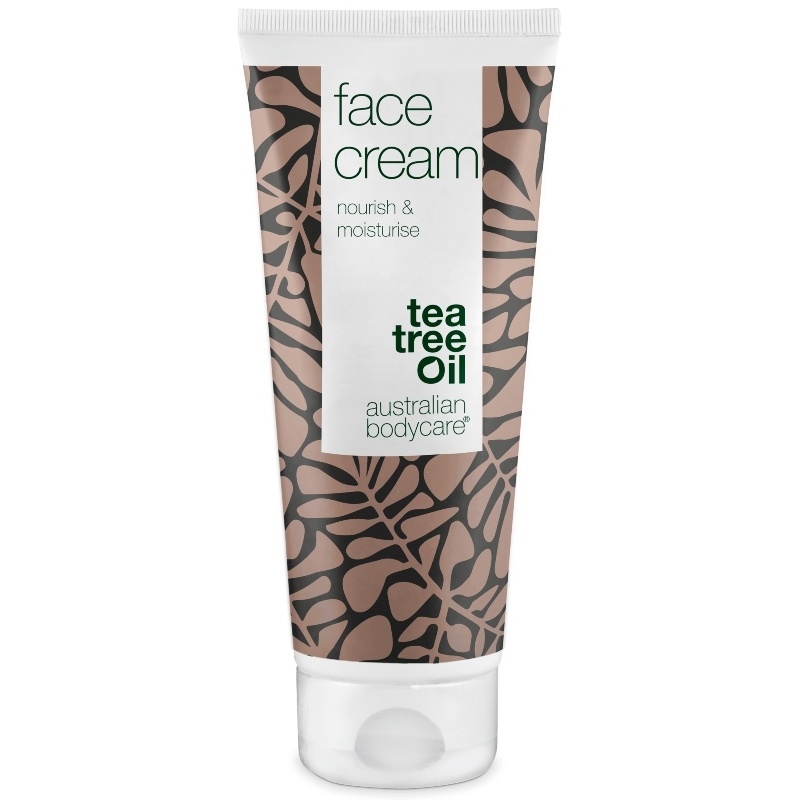 face
cream
nourish &
moisturise
tea
tree
oil
australian
bodycare®